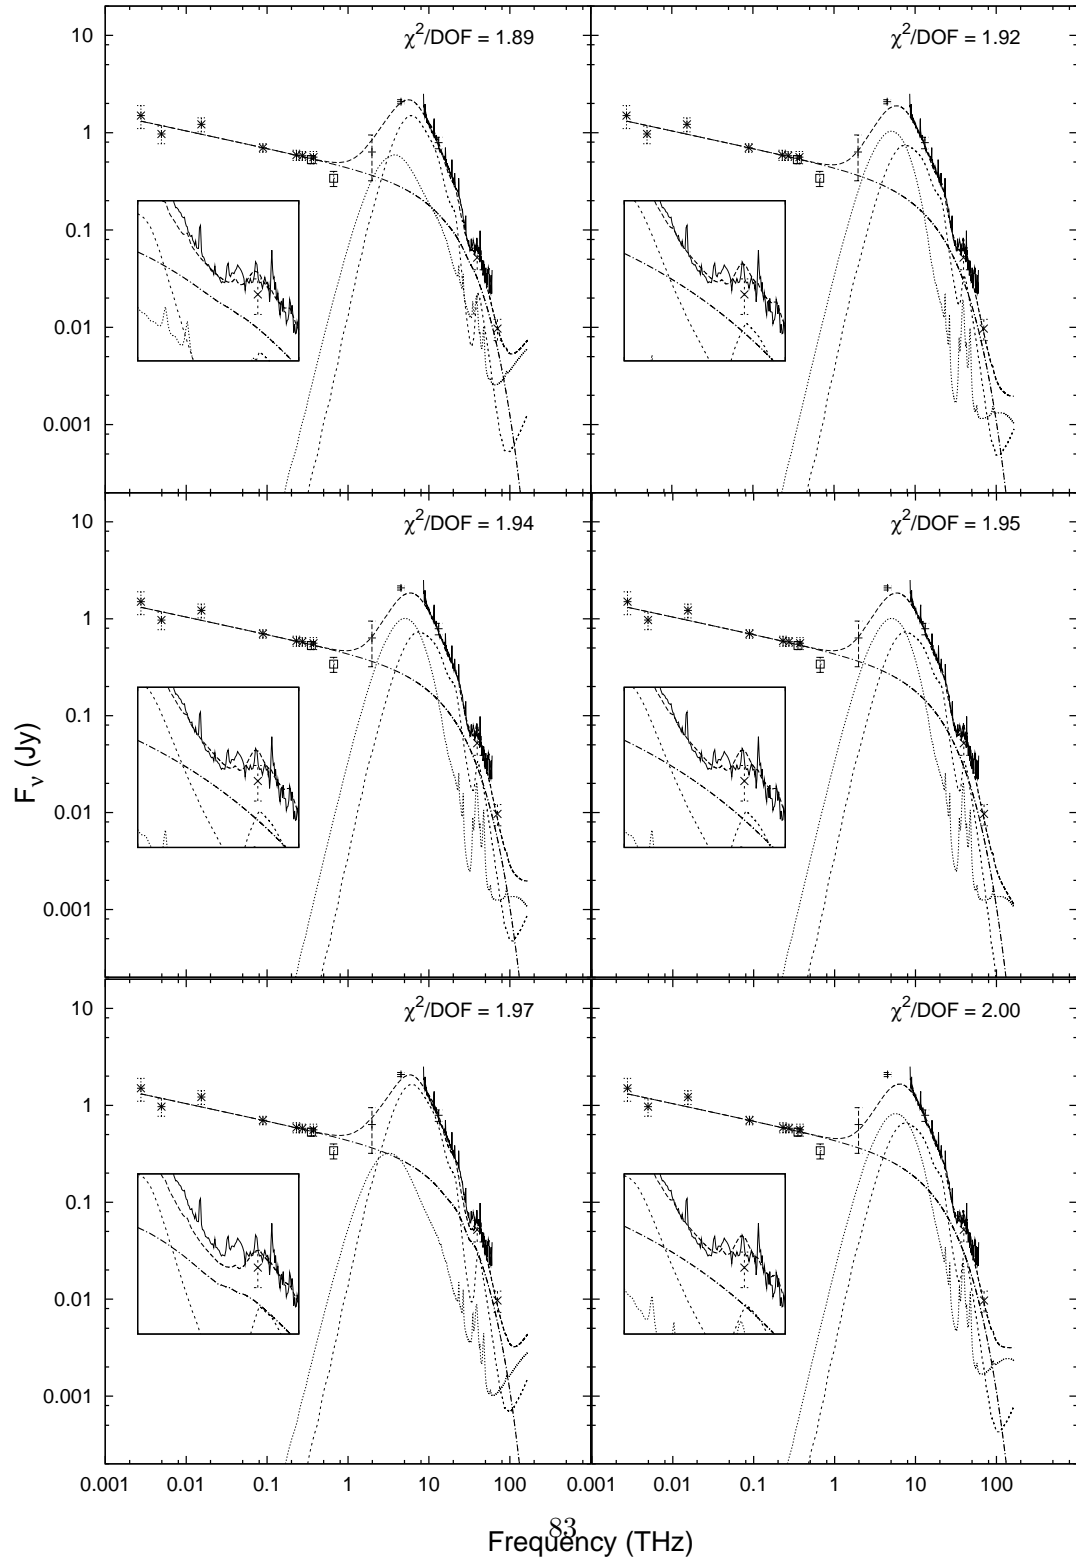 χ²/DOF = 1.89
χ²/DOF = 1.92
10
1
0.1
0.01
0.001
χ²/DOF = 1.94
χ²/DOF = 1.95
10
1
0.1
0.01
0.001
Fν (Jy)
χ²/DOF = 1.97
χ²/DOF = 2.00
10
1
0.1
0.01
0.001
0.001 0.01 0.1 1 10 100 0.001 0.01 0.1 1 10 100
83
Frequency (THz)